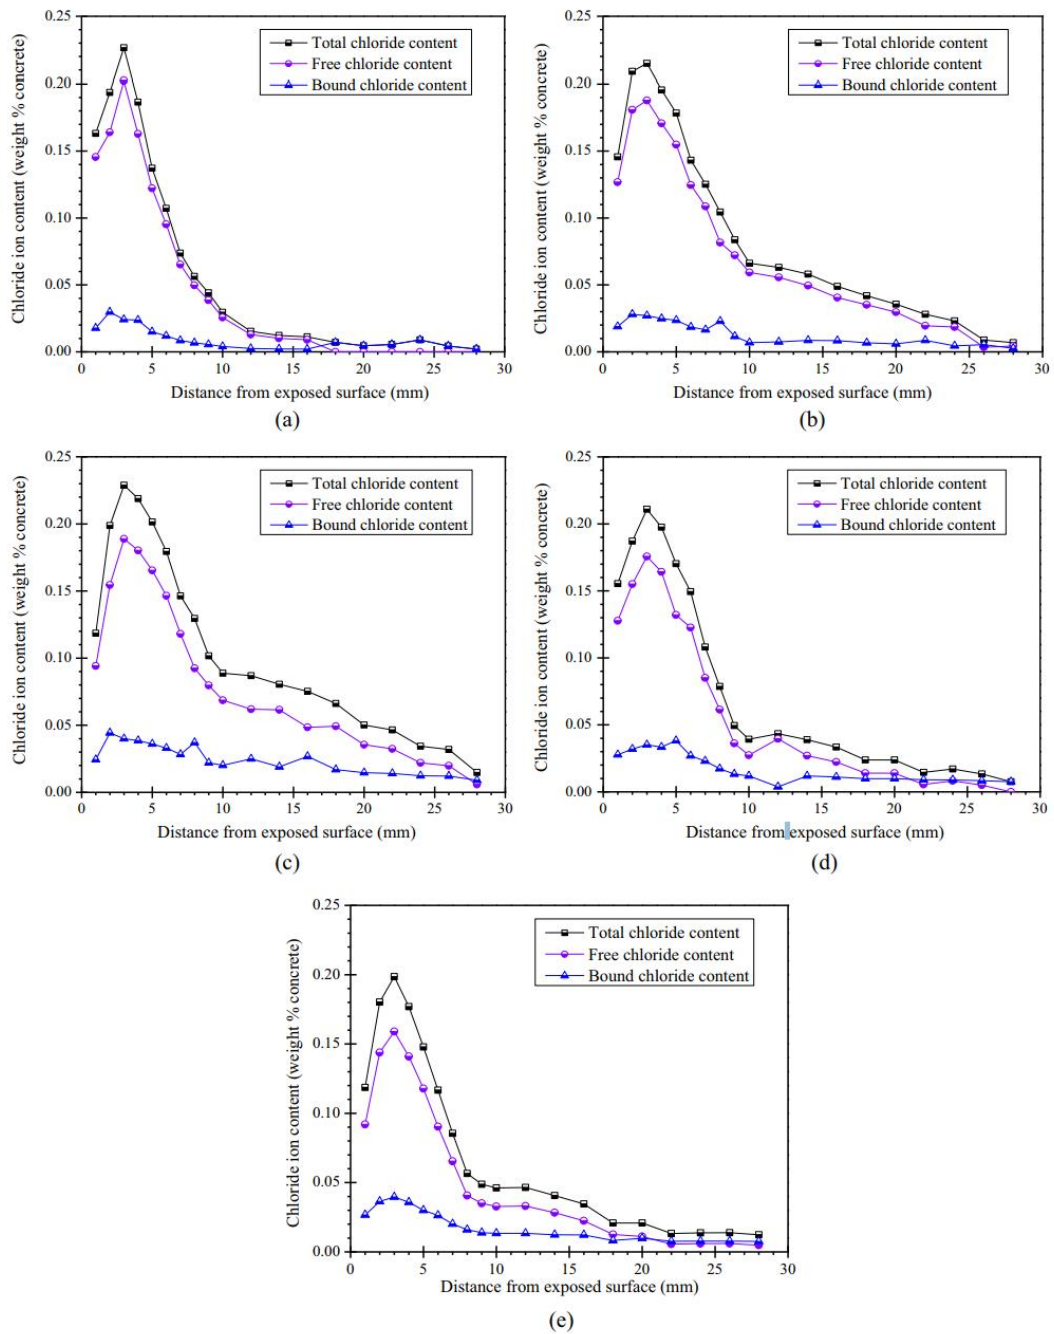 0.25
0.20
0.15
0.10
0.05
0.00
Chloride ion content (weight % concrete)
Total chloride content
Free chloride content
Bound chloride content
0 5 10 15 20 25 30
Distance from exposed surface (mm)
(a)
0.25
0.20
0.15
0.10
0.05
0.00
Chloride ion content (weight % concrete)
Total chloride content
Free chloride content
Bound chloride content
0 5 10 15 20 25 30
Distance from exposed surface (mm)
(b)
0.25
0.20
0.15
0.10
0.05
0.00
Chloride ion content (weight % concrete)
Total chloride content
Free chloride content
Bound chloride content
0 5 10 15 20 25 30
Distance from exposed surface (mm)
(c)
0.25
0.20
0.15
0.10
0.05
0.00
Chloride ion content (weight % concrete)
Total chloride content
Free chloride content
Bound chloride content
0 5 10 15 20 25 30
Distance from exposed surface (mm)
(d)
0.25
0.20
0.15
0.10
0.05
0.00
Chloride ion content (weight % concrete)
Total chloride content
Free chloride content
Bound chloride content
0 5 10 15 20 25 30
Distance from exposed surface (mm)
(e)